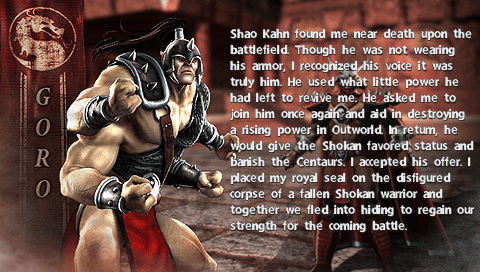 GORO
Shao Kahn found me near death upon the
battlefield. Though he was not wearing
his armor, I recognized his voice it was
truly him. He used what little power he
had left to revive me. He asked me to
join him once again and aid in destroying
a rising power in Outworld. In return, he
would give the Shokan favored status and
banish the Centaurs. I accepted his offer. I
placed my royal seal on the disfigured
corpse of a fallen Shokan warrior and
together we fled into hiding to regain our
strength for the coming battle.